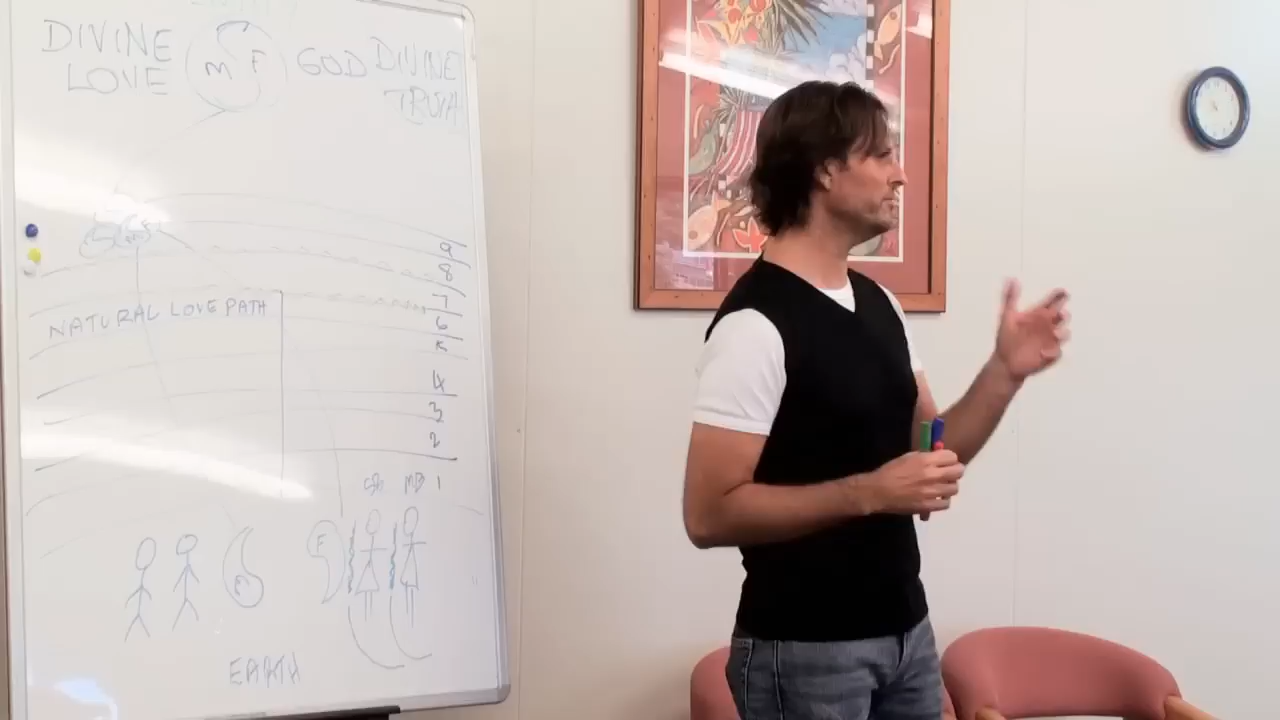 DIVINE
LOVE
M F
GOD
DIVINE
TRUTH
9
8
7
NATURAL LOVE PATH
6
5
4
3
2
1
M
F
EARTH